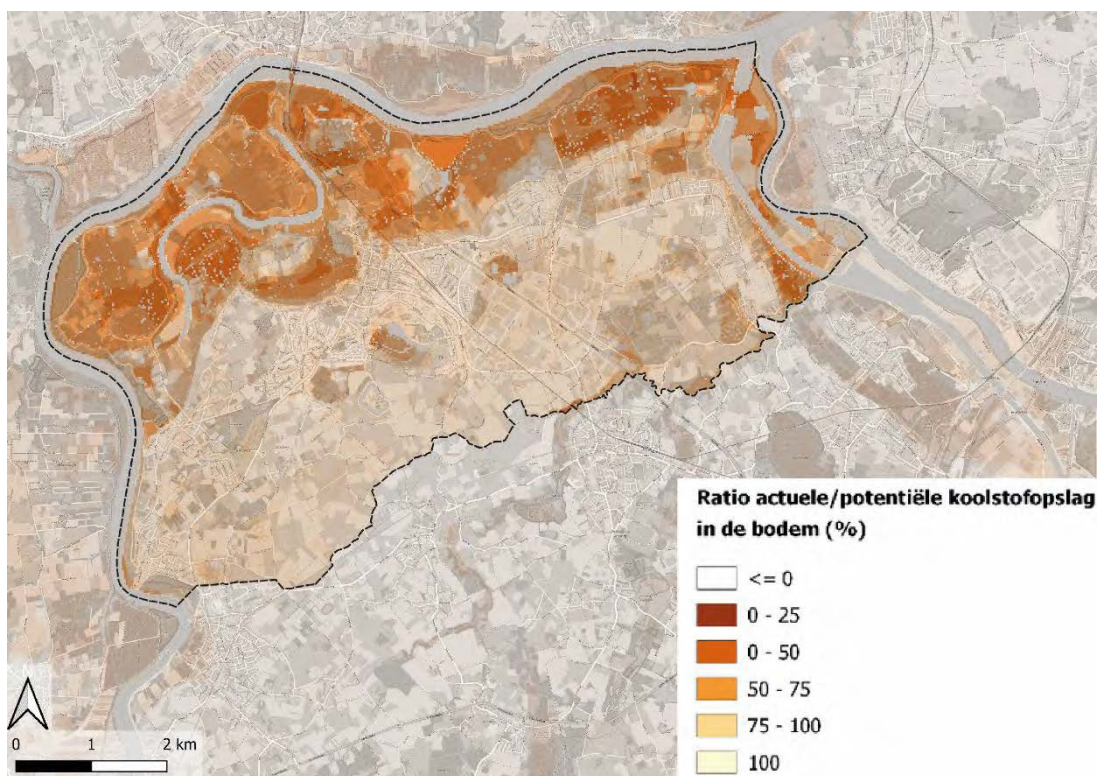 Ratio actuele/potentiële koolstofopslag
in de bodem (%)
<= 0
0 - 25
0 - 50
50 - 75
75 - 100
100
N
0 1 2 km